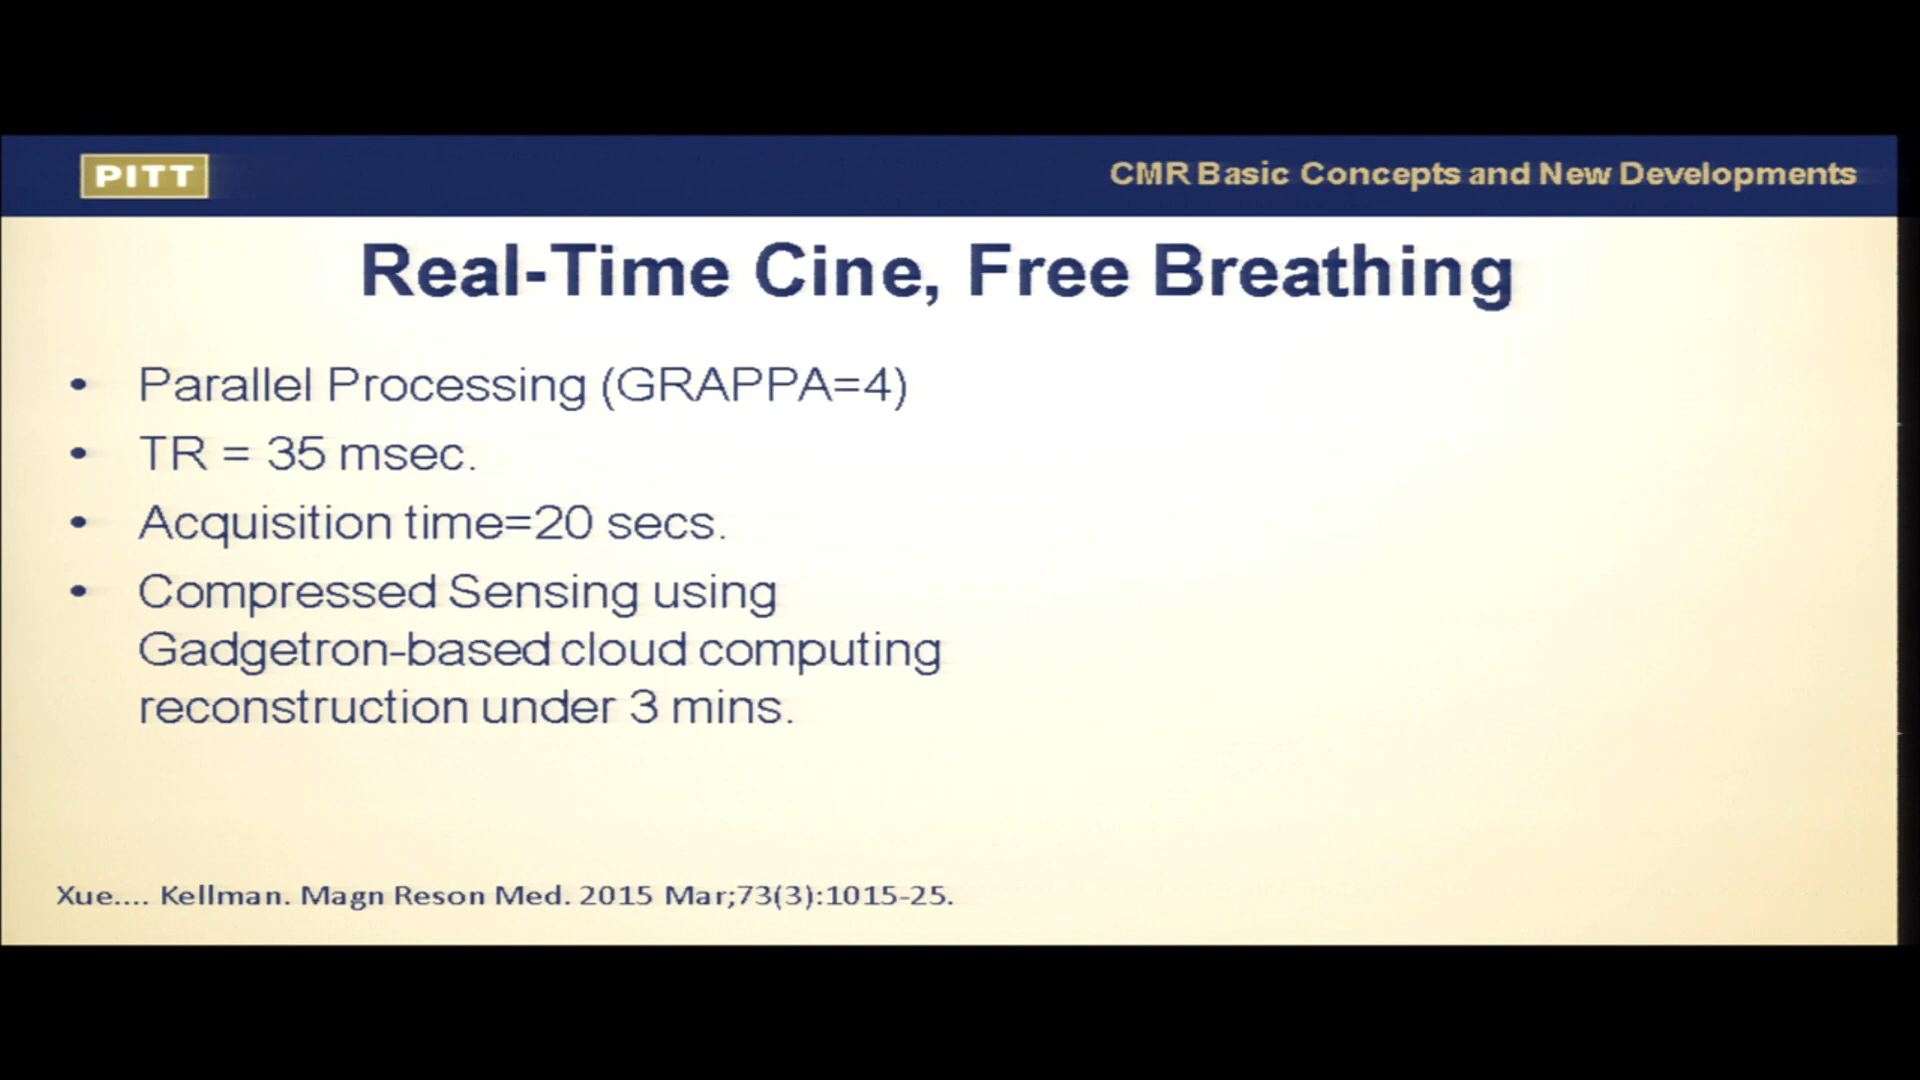 PITT
CMR Basic Concepts and New Developments
Real-Time Cine, Free Breathing
• Parallel Processing (GRAPPA=4)
• TR = 35 msec.
• Acquisition time=20 secs.
• Compressed Sensing using
Gadgetron-based cloud computing
reconstruction under 3 mins.
Xue.... Kellman. Magn Reson Med. 2015 Mar;73(3):1015-25.